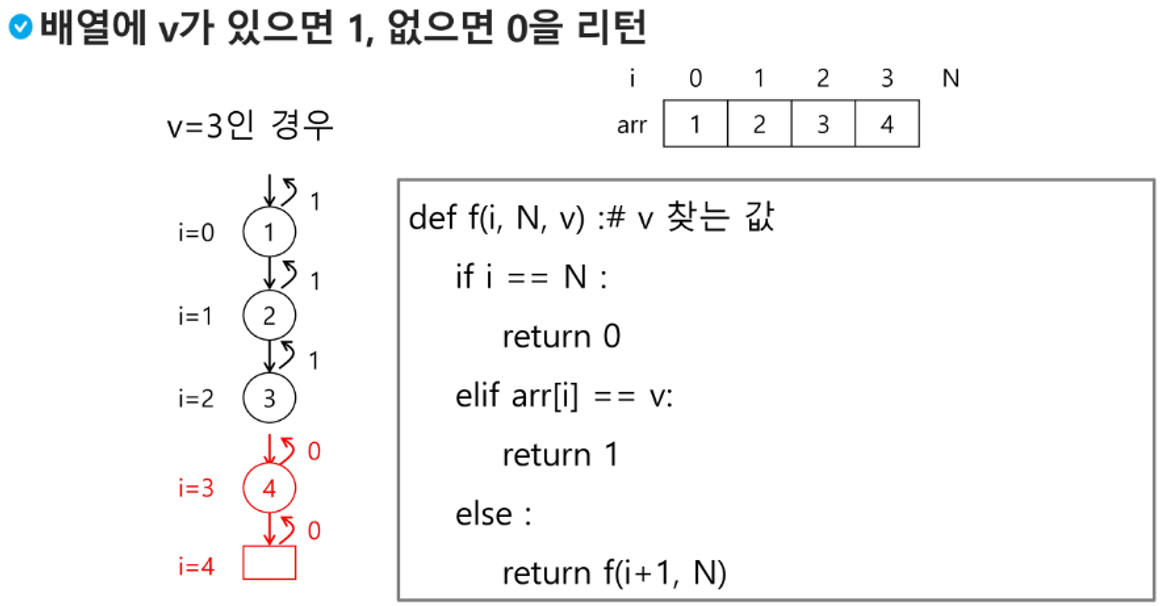 배열에 v가 있으면 1, 없으면 0을 리턴
i 0 1 2 3 N
arr 1 2 3 4
v=3인 경우
1
i=0 1
1
i=1 2
1
i=2 3
0
i=3 4
0
i=4
def f(i, N, v) :# v 찾는 값
if i == N :
return 0
elif arr[i] == v:
return 1
else :
return f(i+1, N)